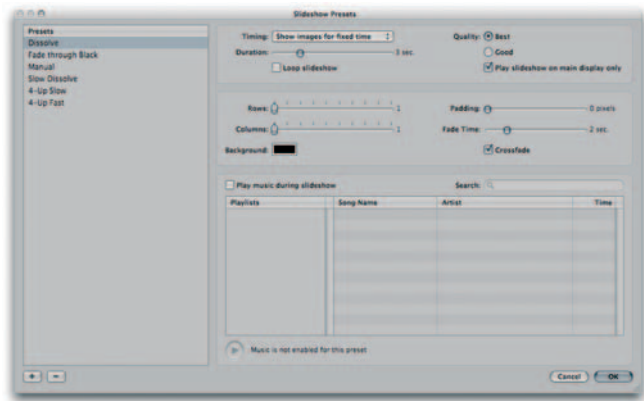 Slideshow Presets
Presets
Dissolve
Fade through Black
Manual
Slow Dissolve
4-Up Slow
4-Up Fast
Timing: Show images for fixed time
Quality: Best
Duration: 3 sec.
Good
Loop slideshow
Play slideshow on main display only
Rows: 1
Padding: 0 pixels
Columns: 1
Fade Time: 2 sec.
Background:
Crossfade
Play music during slideshow
Search:
Playlists Song Name Artist Time
Music is not enabled for this preset
+ −
Cancel OK